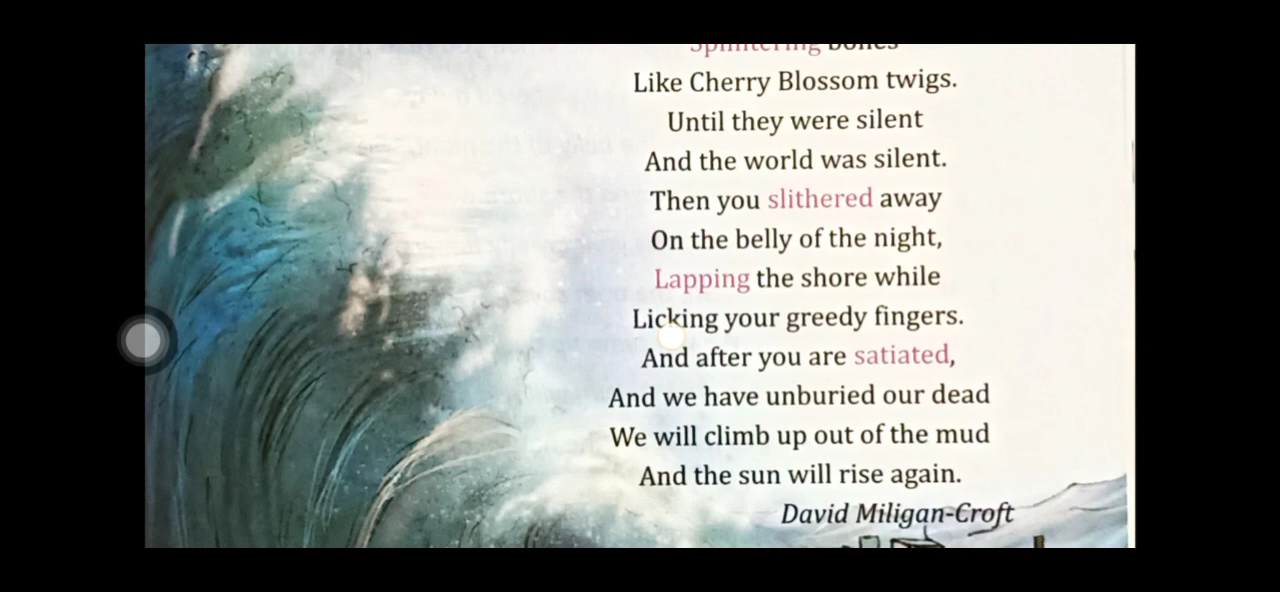 Splintering bones
Like Cherry Blossom twigs.
Until they were silent
And the world was silent.
Then you slithered away
On the belly of the night,
Lapping the shore while
Licking your greedy fingers.
And after you are satiated,
And we have unburied our dead
We will climb up out of the mud
And the sun will rise again.
David Miligan-Croft